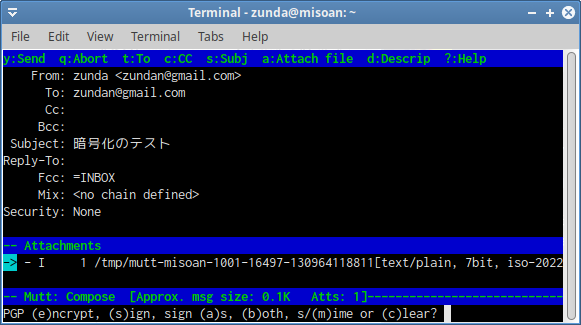 Terminal - zunda@misoan: ~
File Edit View Terminal Tabs Help
y:Send q:Abort t:To c:CC s:Subj a:Attach file d:Descrip ?:Help
From: zunda <zundan@gmail.com>
To: zundan@gmail.com
Cc:
Bcc:
Subject: 暗号化のテスト
Reply-To:
Fcc: =INBOX
Mix: <no chain defined>
Security: None
-- Attachments
-> - I 1 /tmp/mutt-misoan-1001-16497-130964118811[text/plain, 7bit, iso-2022
-- Mutt: Compose [Approx. msg size: 0.1K Atts: 1]---------------------------
PGP (e)ncrypt, (s)ign, sign (a)s, (b)oth, s/(m)ime or (c)lear?